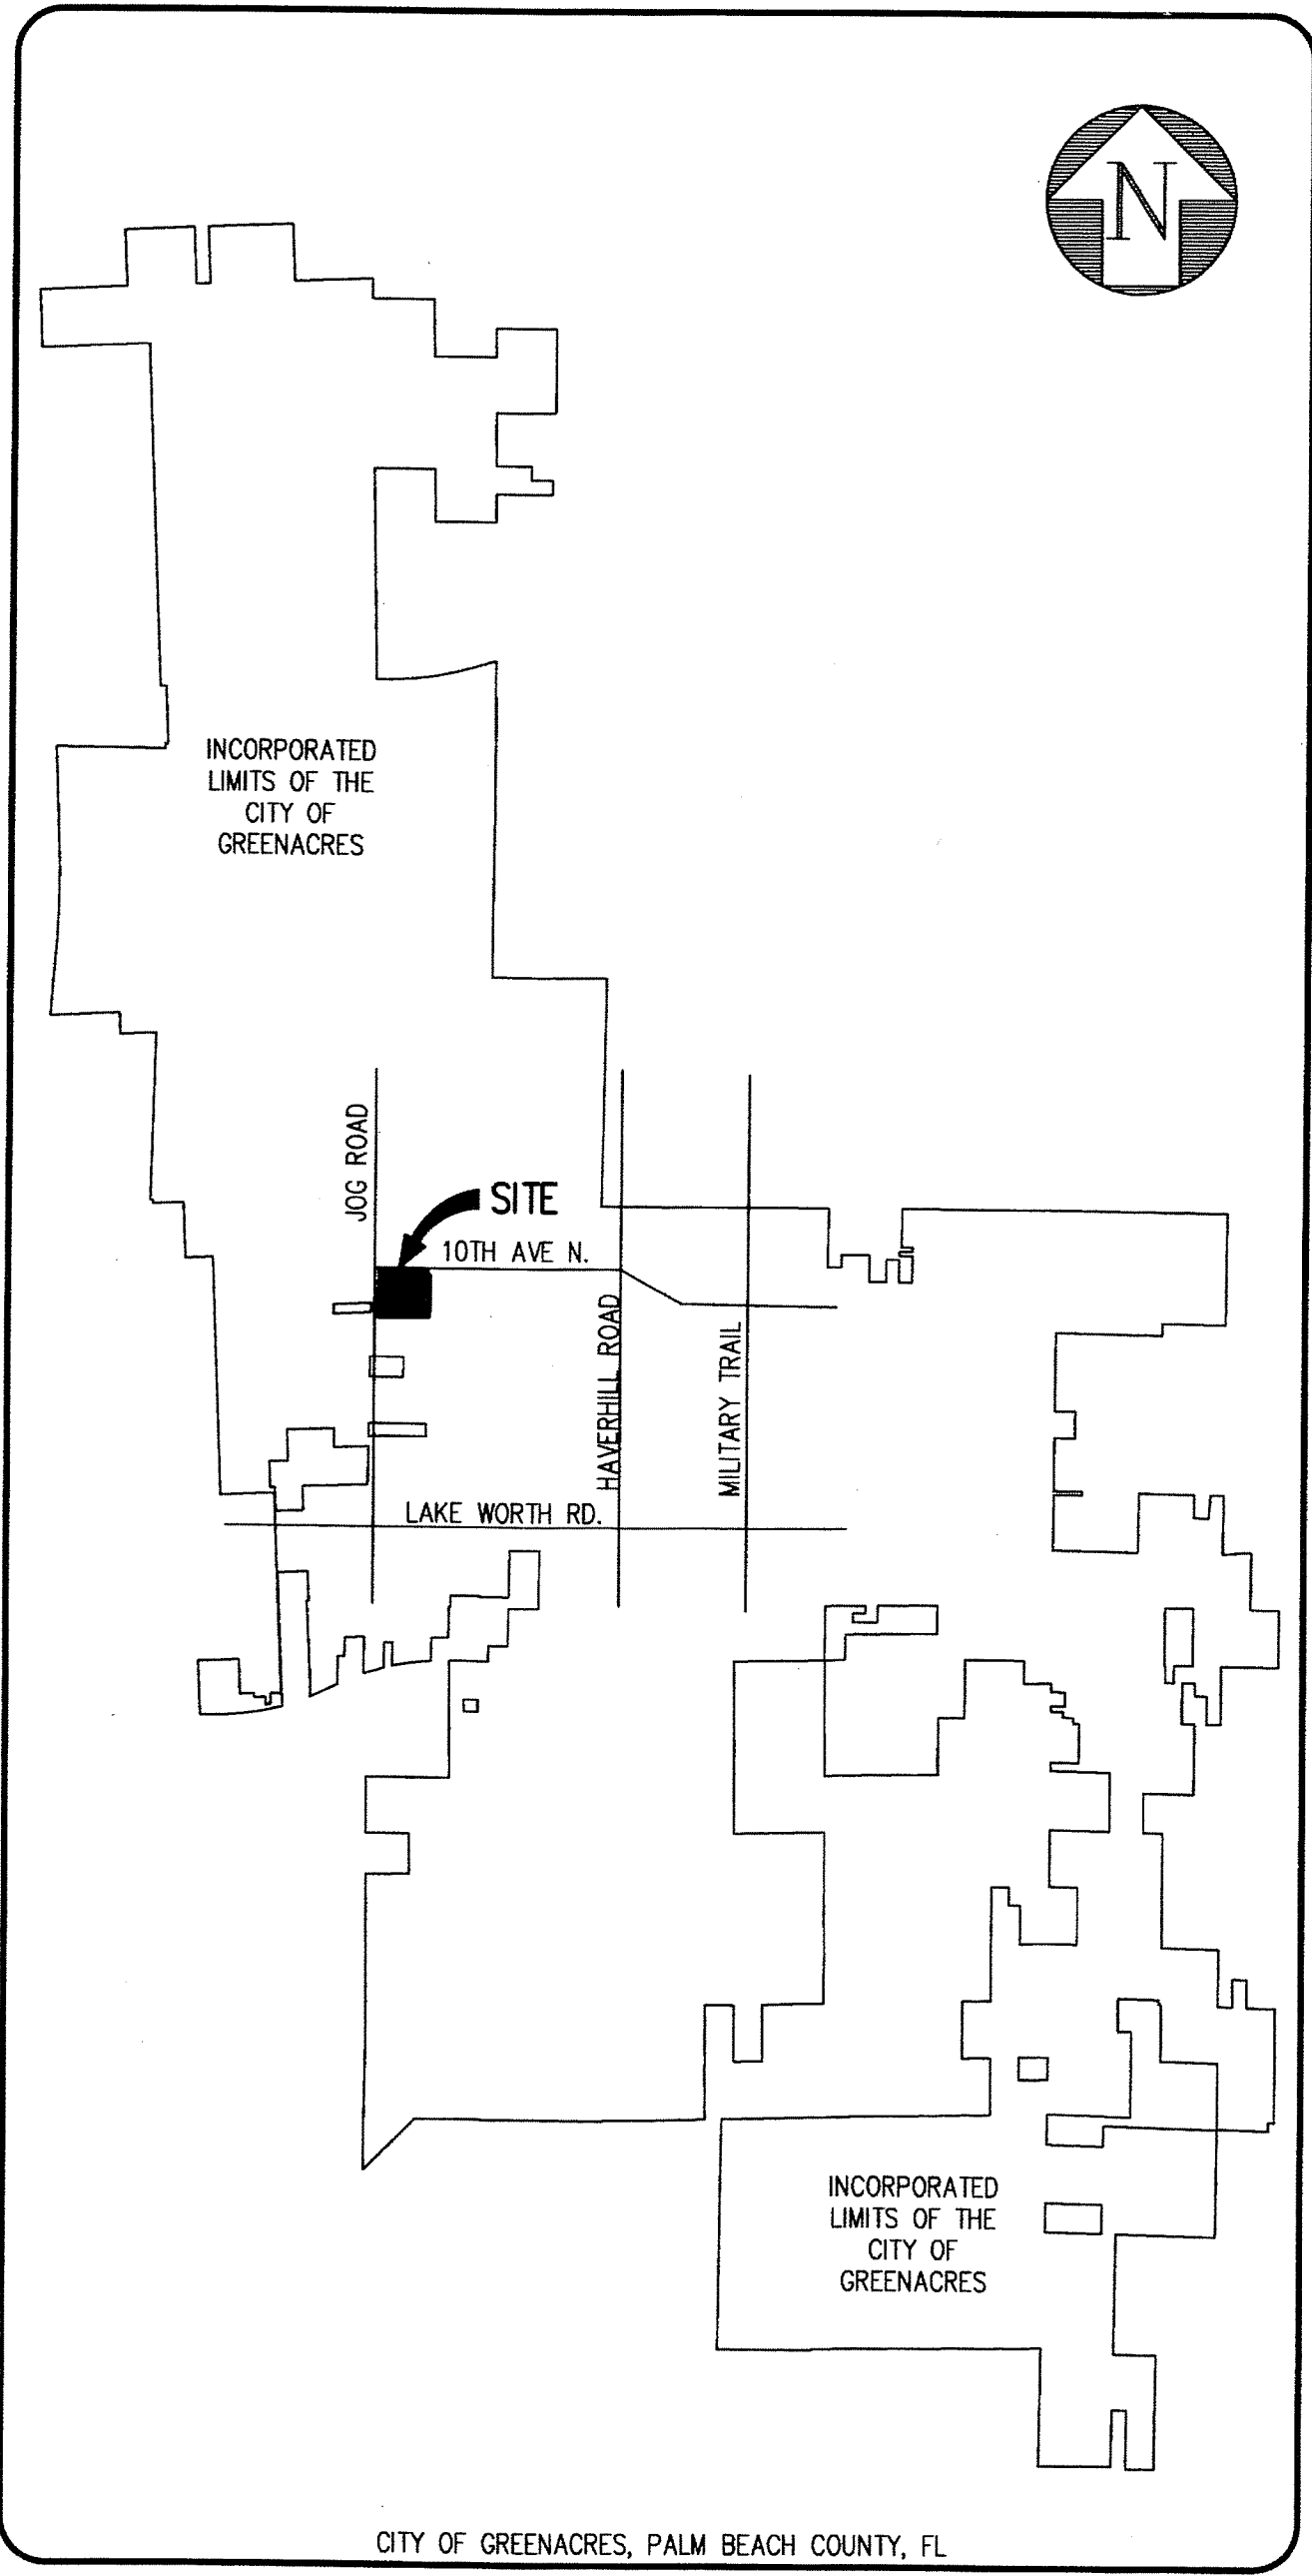 N
INCORPORATED
LIMITS OF THE
CITY OF
GREENACRES
JOG ROAD
SITE
10TH AVE N.
HAVERHILL ROAD
MILITARY TRAIL
LAKE WORTH RD.
INCORPORATED
LIMITS OF THE
CITY OF
GREENACRES
CITY OF GREENACRES, PALM BEACH COUNTY, FL